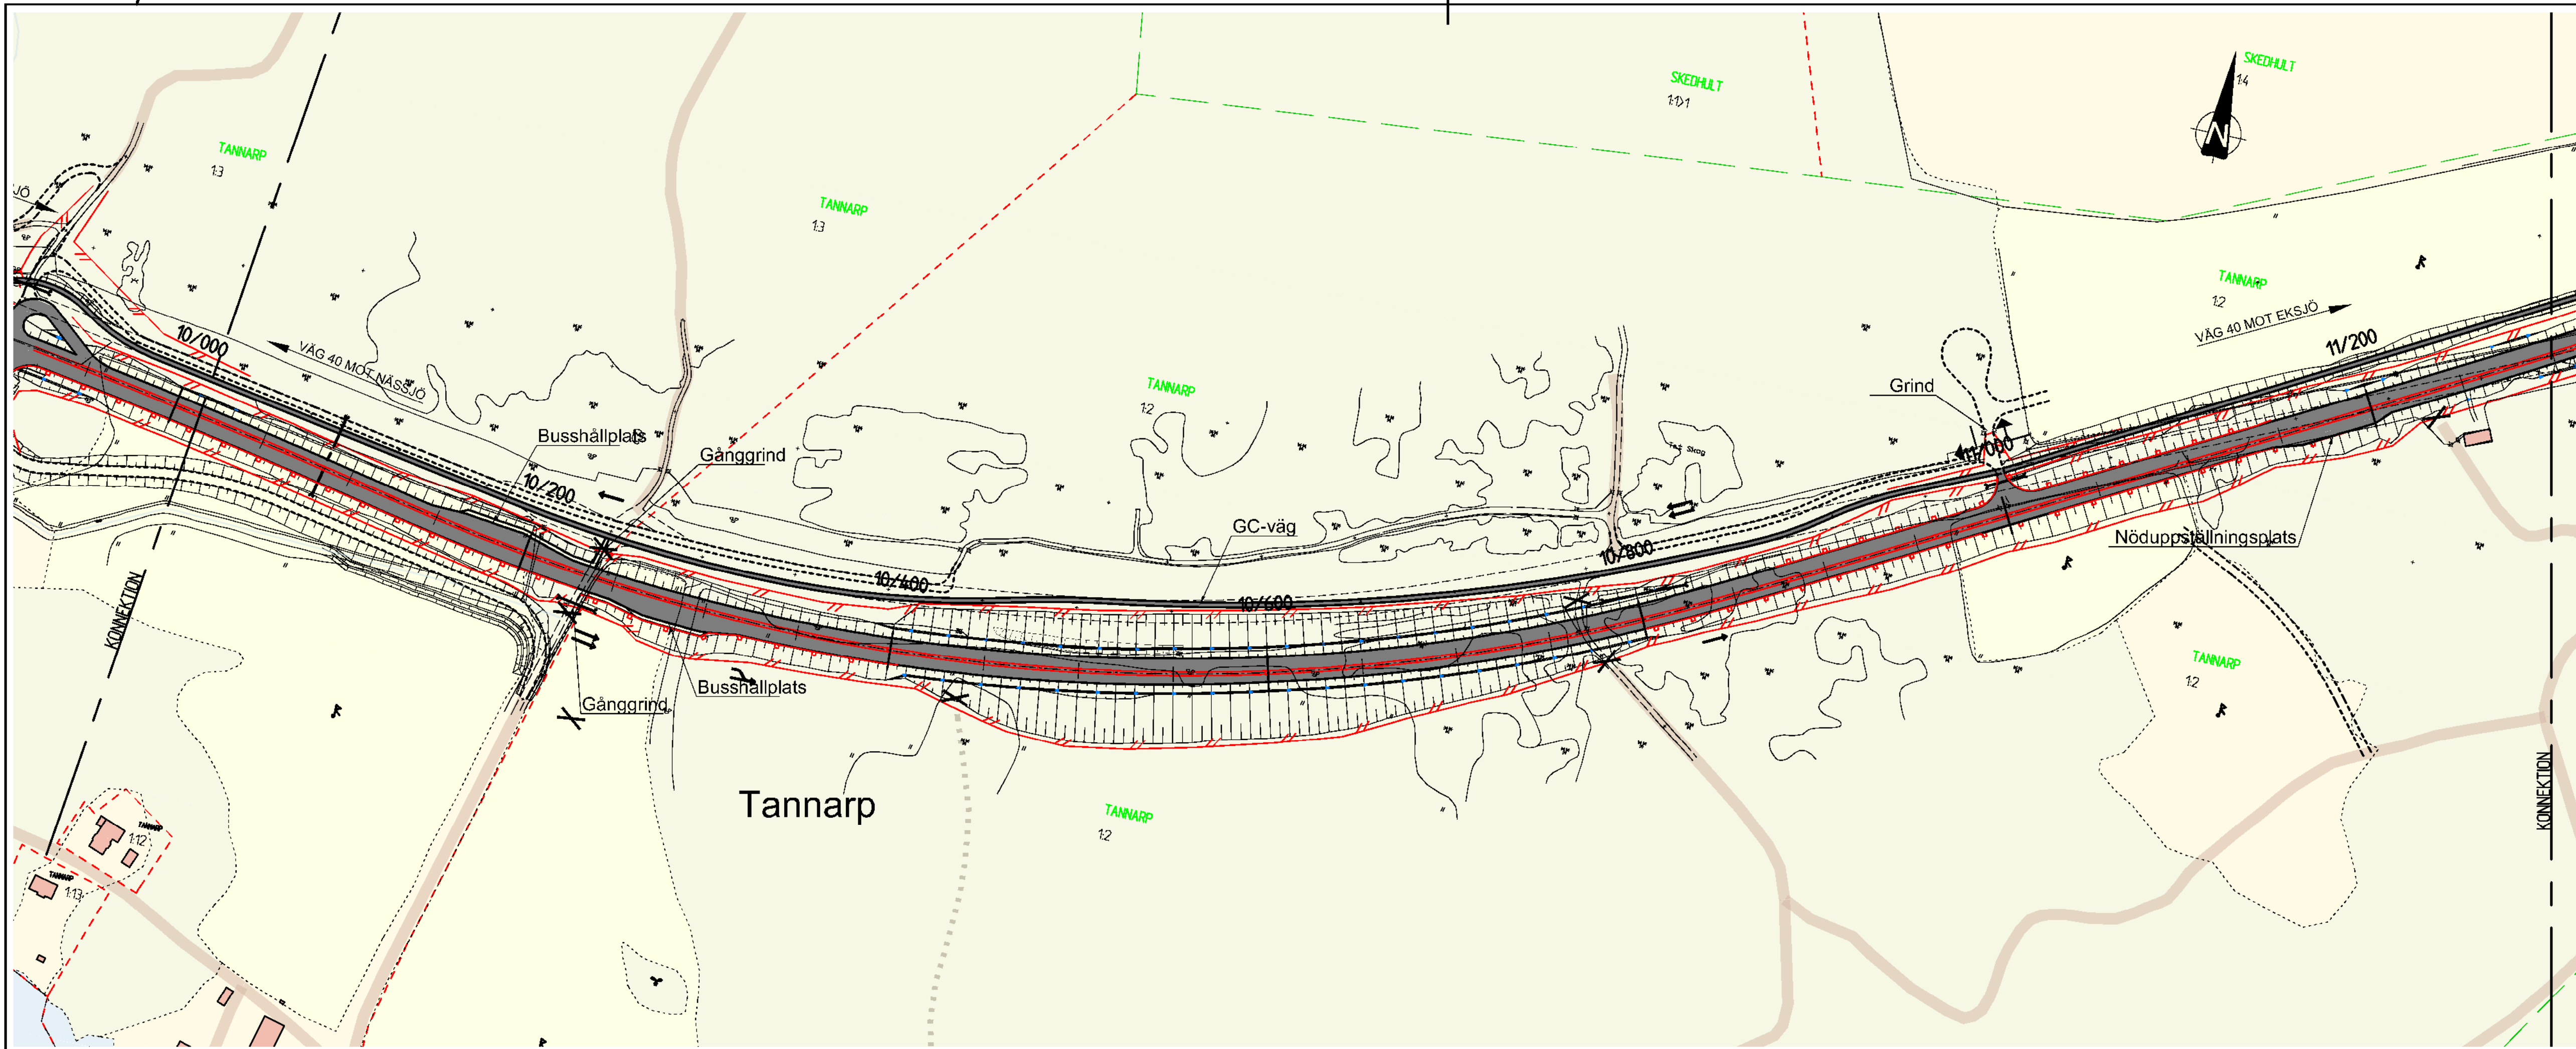 SKEDHULT
1:4
SKEDHULT
1:1>1
N
TANNARP
1:3
JÖ
TANNARP
1:3
TANNARP
1:2
VÄG 40 MOT EKSJÖ
11/200
10/000
VÄG 40 MOT NÄSSJÖ
TANNARP
1:2
Grind
Busshållplats
Gånggrind
11/000
10/200
GC-väg
Nöduppställningsplats
10/800
10/400
10/600
KONNEKTION
TANNARP
1:2
Busshållplats
Gånggrind
Tannarp
TANNARP
1:2
KONNEKTION
TANNARP
1:12
TANNARP
1:13